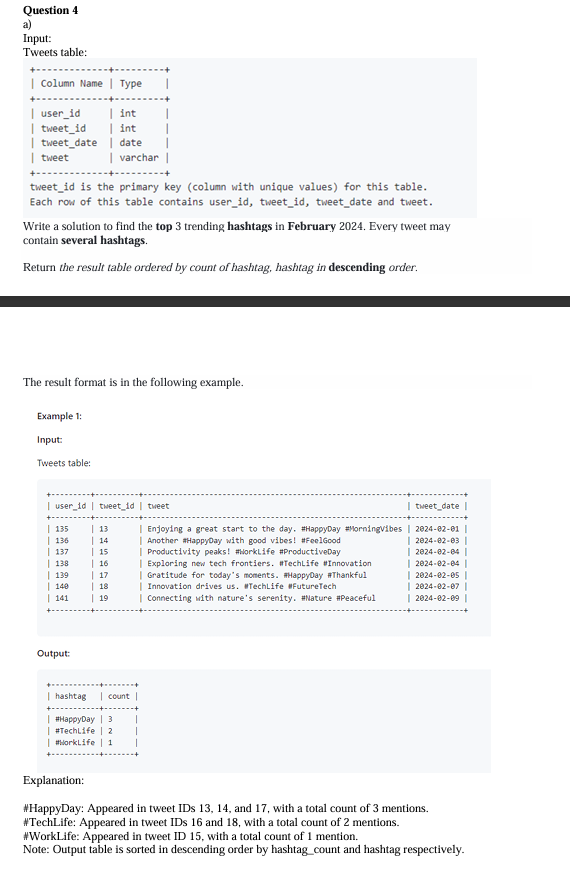 Question 4
a)
Input:
Tweets table:
+-------------+---------+
| Column Name | Type    |
+-------------+---------+
| user_id     | int     |
| tweet_id    | int     |
| tweet_date  | date    |
| tweet       | varchar |
+-------------+---------+
tweet_id is the primary key (column with unique values) for this table.
Each row of this table contains user_id, tweet_id, tweet_date and tweet.
Write a solution to find the top 3 trending hashtags in February 2024. Every tweet may
contain several hashtags.
Return the result table ordered by count of hashtag, hashtag in descending order.
The result format is in the following example.
Example 1:
Input:
Tweets table:
+---------+----------+------------------------------------------------------------+------------+
| user_id | tweet_id | tweet                                                      | tweet_date |
+---------+----------+------------------------------------------------------------+------------+
| 135     | 13       | Enjoying a great start to the day. #HappyDay #MorningVibes | 2024-02-01 |
| 136     | 14       | Another #HappyDay with good vibes! #FeelGood               | 2024-02-03 |
| 137     | 15       | Productivity peaks! #WorkLife #ProductiveDay               | 2024-02-04 |
| 138     | 16       | Exploring new tech frontiers. #TechLife #Innovation        | 2024-02-04 |
| 139     | 17       | Gratitude for today's moments. #HappyDay #Thankful         | 2024-02-05 |
| 140     | 18       | Innovation drives us. #TechLife #FutureTech                | 2024-02-07 |
| 141     | 19       | Connecting with nature's serenity. #Nature #Peaceful       | 2024-02-09 |
+---------+----------+------------------------------------------------------------+------------+
Output:
+-----------+-------+
| hashtag   | count |
+-----------+-------+
| #HappyDay | 3     |
| #TechLife | 2     |
| #WorkLife | 1     |
+-----------+-------+
Explanation:
#HappyDay: Appeared in tweet IDs 13, 14, and 17, with a total count of 3 mentions.
#TechLife: Appeared in tweet IDs 16 and 18, with a total count of 2 mentions.
#WorkLife: Appeared in tweet ID 15, with a total count of 1 mention.
Note: Output table is sorted in descending order by hashtag_count and hashtag respectively.